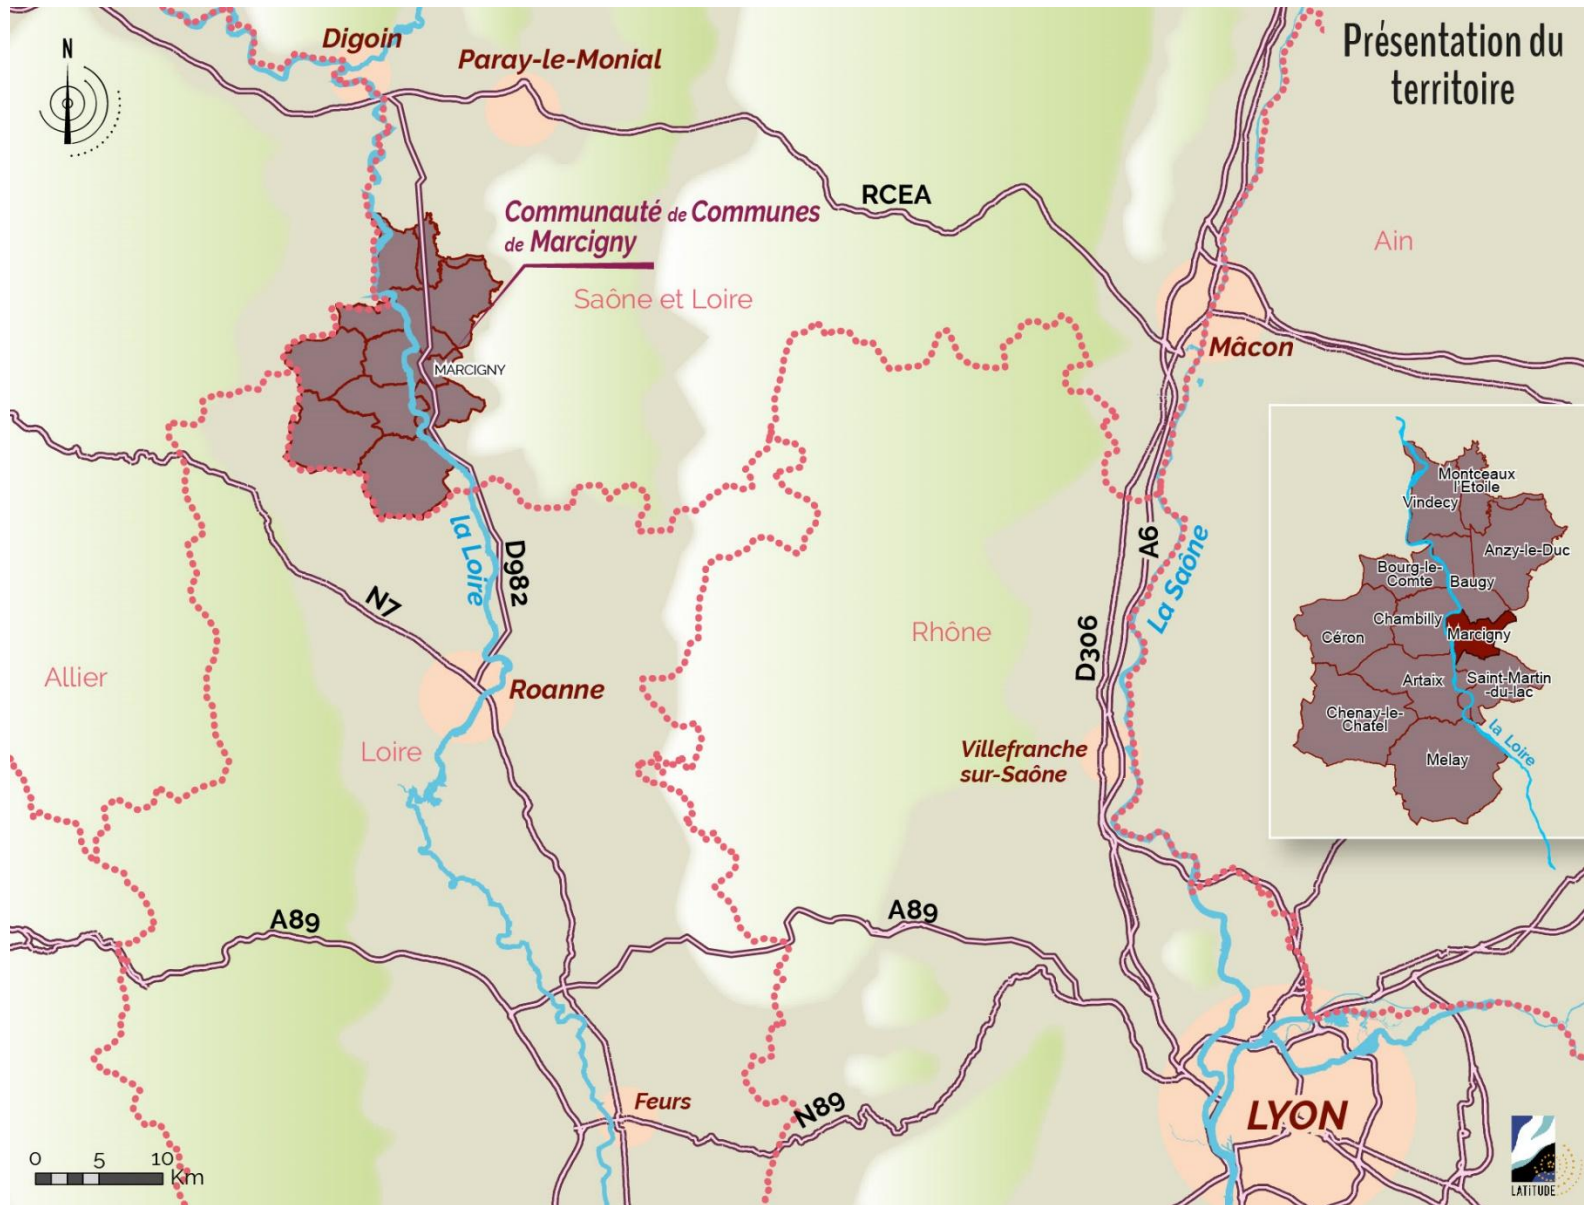 Présentation du
territoire
N
Digoin
Paray-le-Monial
RCEA
Communauté de Communes
de Marcigny
Saône et Loire
Ain
Mâcon
MARCIGNY
la Loire
D982
N7
A6
La Saône
D306
Rhône
Allier
Roanne
Loire
Villefranche
sur-Saône
A89
A89
Feurs
N89
LYON
0 5 10
Km
Montceaux
l'Etoile
Vindecy
Anzy-le-Duc
Bourg-le-
Comte
Baugy
Chambilly
Marcigny
Céron
Artaix
Saint-Martin
-du-lac
Chenay-le-
Chatel
la Loire
Melay
LATITUDE